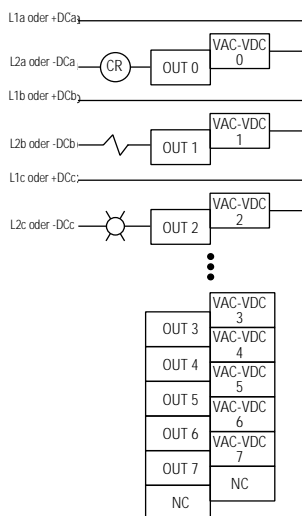 L1a oder +DCa
VAC-VDC
0
L2a oder -DCa
CR
OUT 0
L1b oder +DCb
VAC-VDC
1
L2b oder -DCb
OUT 1
L1c oder +DCc
VAC-VDC
2
L2c oder -DCc
OUT 2
VAC-VDC
3
OUT 3
VAC-VDC
4
OUT 4
VAC-VDC
5
OUT 5
VAC-VDC
6
OUT 6
VAC-VDC
7
OUT 7
NC
NC